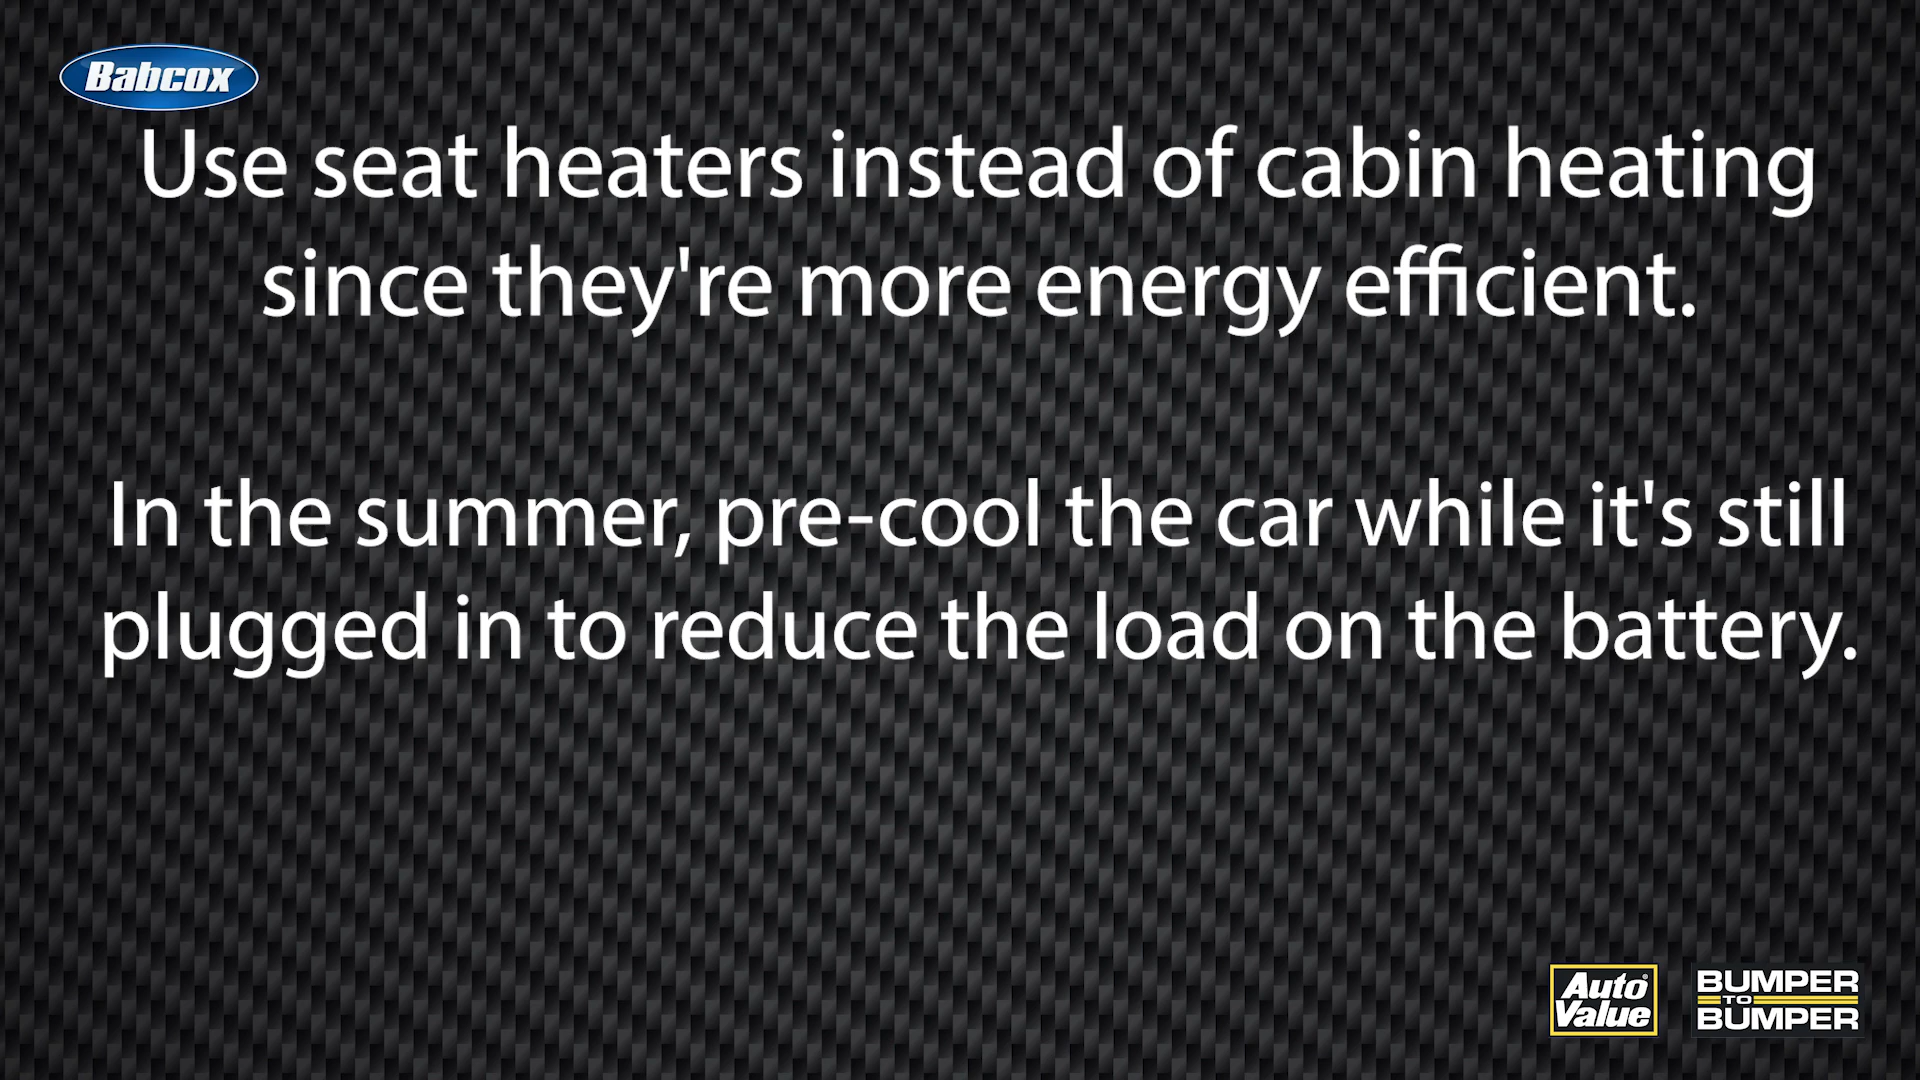 Babcox
Use seat heaters instead of cabin heating
since they're more energy efficient.
In the summer, pre-cool the car while it's still
plugged in to reduce the load on the battery.
Auto
Value
BUMPER
TO
BUMPER